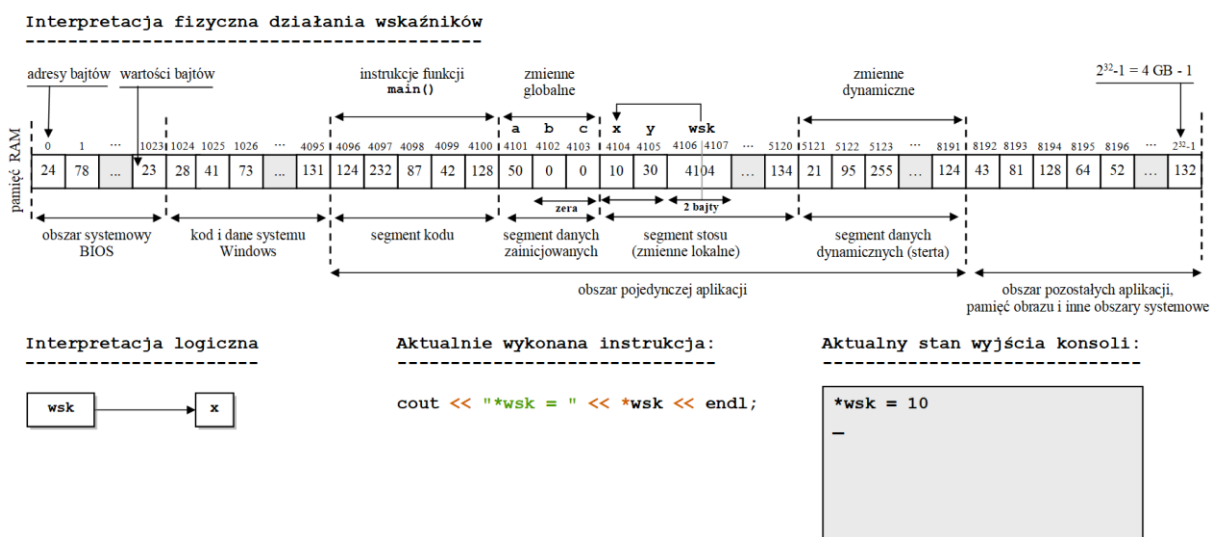 Interpretacja fizyczna działania wskaźników
adresy bajtów wartości bajtów instrukcje funkcji zmienne zmienne 2³²-1 = 4 GB - 1
main() globalne dynamiczne
a b c x y wsk
pamięć RAM
0 1 ... 1023 1024 1025 1026 ... 4095 4096 4097 4098 4099 4100 4101 4102 4103 4104 4105 4106 4107 ... 5120 5121 5122 5123 ... 8191 8192 8193 8194 8195 8196 ... 2³²-1
24 78 ... 23 28 41 73 ... 131 124 232 87 42 128 50 0 0 10 30 4104 ... 134 21 95 255 ... 124 43 81 128 64 52 ... 132
zera 2 bajty
obszar systemowy kod i dane systemu segment kodu segment danych segment stosu segment danych
BIOS Windows zainicjowanych (zmienne lokalne) dynamicznych (sterta)
obszar pojedynczej aplikacji obszar pozostałych aplikacji,
pamięć obrazu i inne obszary systemowe
Interpretacja logiczna Aktualnie wykonana instrukcja: Aktualny stan wyjścia konsoli:
wsk x cout << "*wsk = " << *wsk << endl; *wsk = 10
_